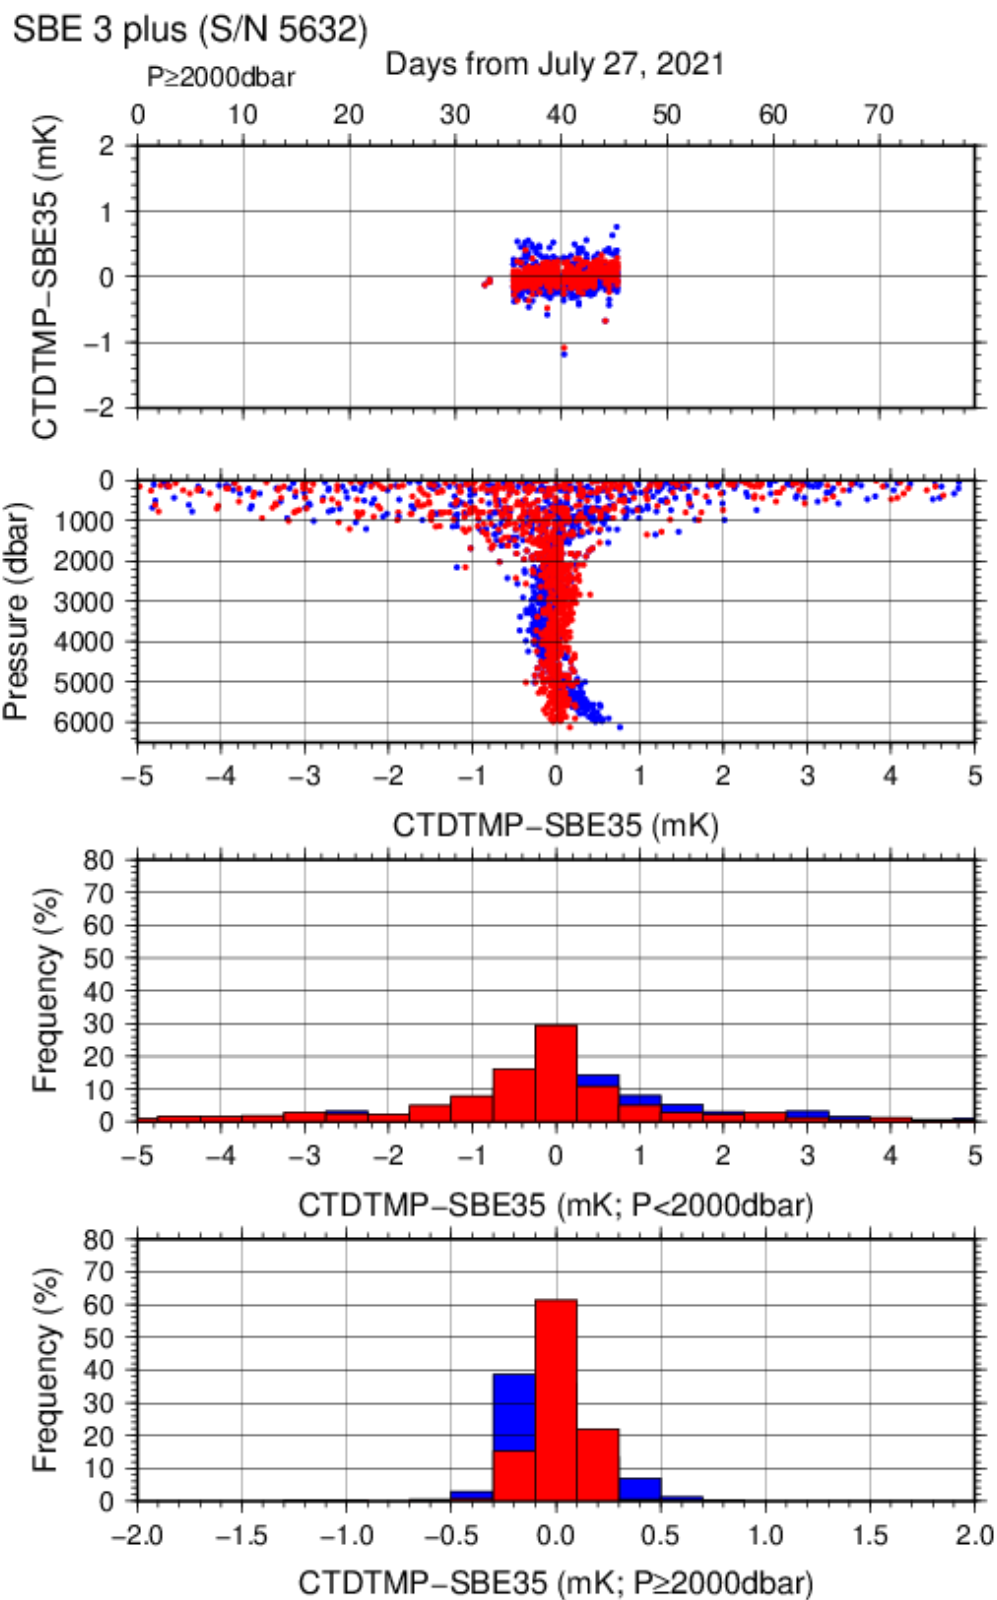 SBE 3 plus (S/N 5632)
P≥2000dbar
Days from July 27, 2021
0 10 20 30 40 50 60 70
CTDTMP−SBE35 (mK)
2
1
0
−1
−2
Pressure (dbar)
0
1000
2000
3000
4000
5000
6000
−5 −4 −3 −2 −1 0 1 2 3 4 5
CTDTMP−SBE35 (mK)
Frequency (%)
80
70
60
50
40
30
20
10
0
−5 −4 −3 −2 −1 0 1 2 3 4 5
CTDTMP−SBE35 (mK; P<2000dbar)
Frequency (%)
80
70
60
50
40
30
20
10
0
−2.0 −1.5 −1.0 −0.5 0.0 0.5 1.0 1.5 2.0
CTDTMP−SBE35 (mK; P≥2000dbar)